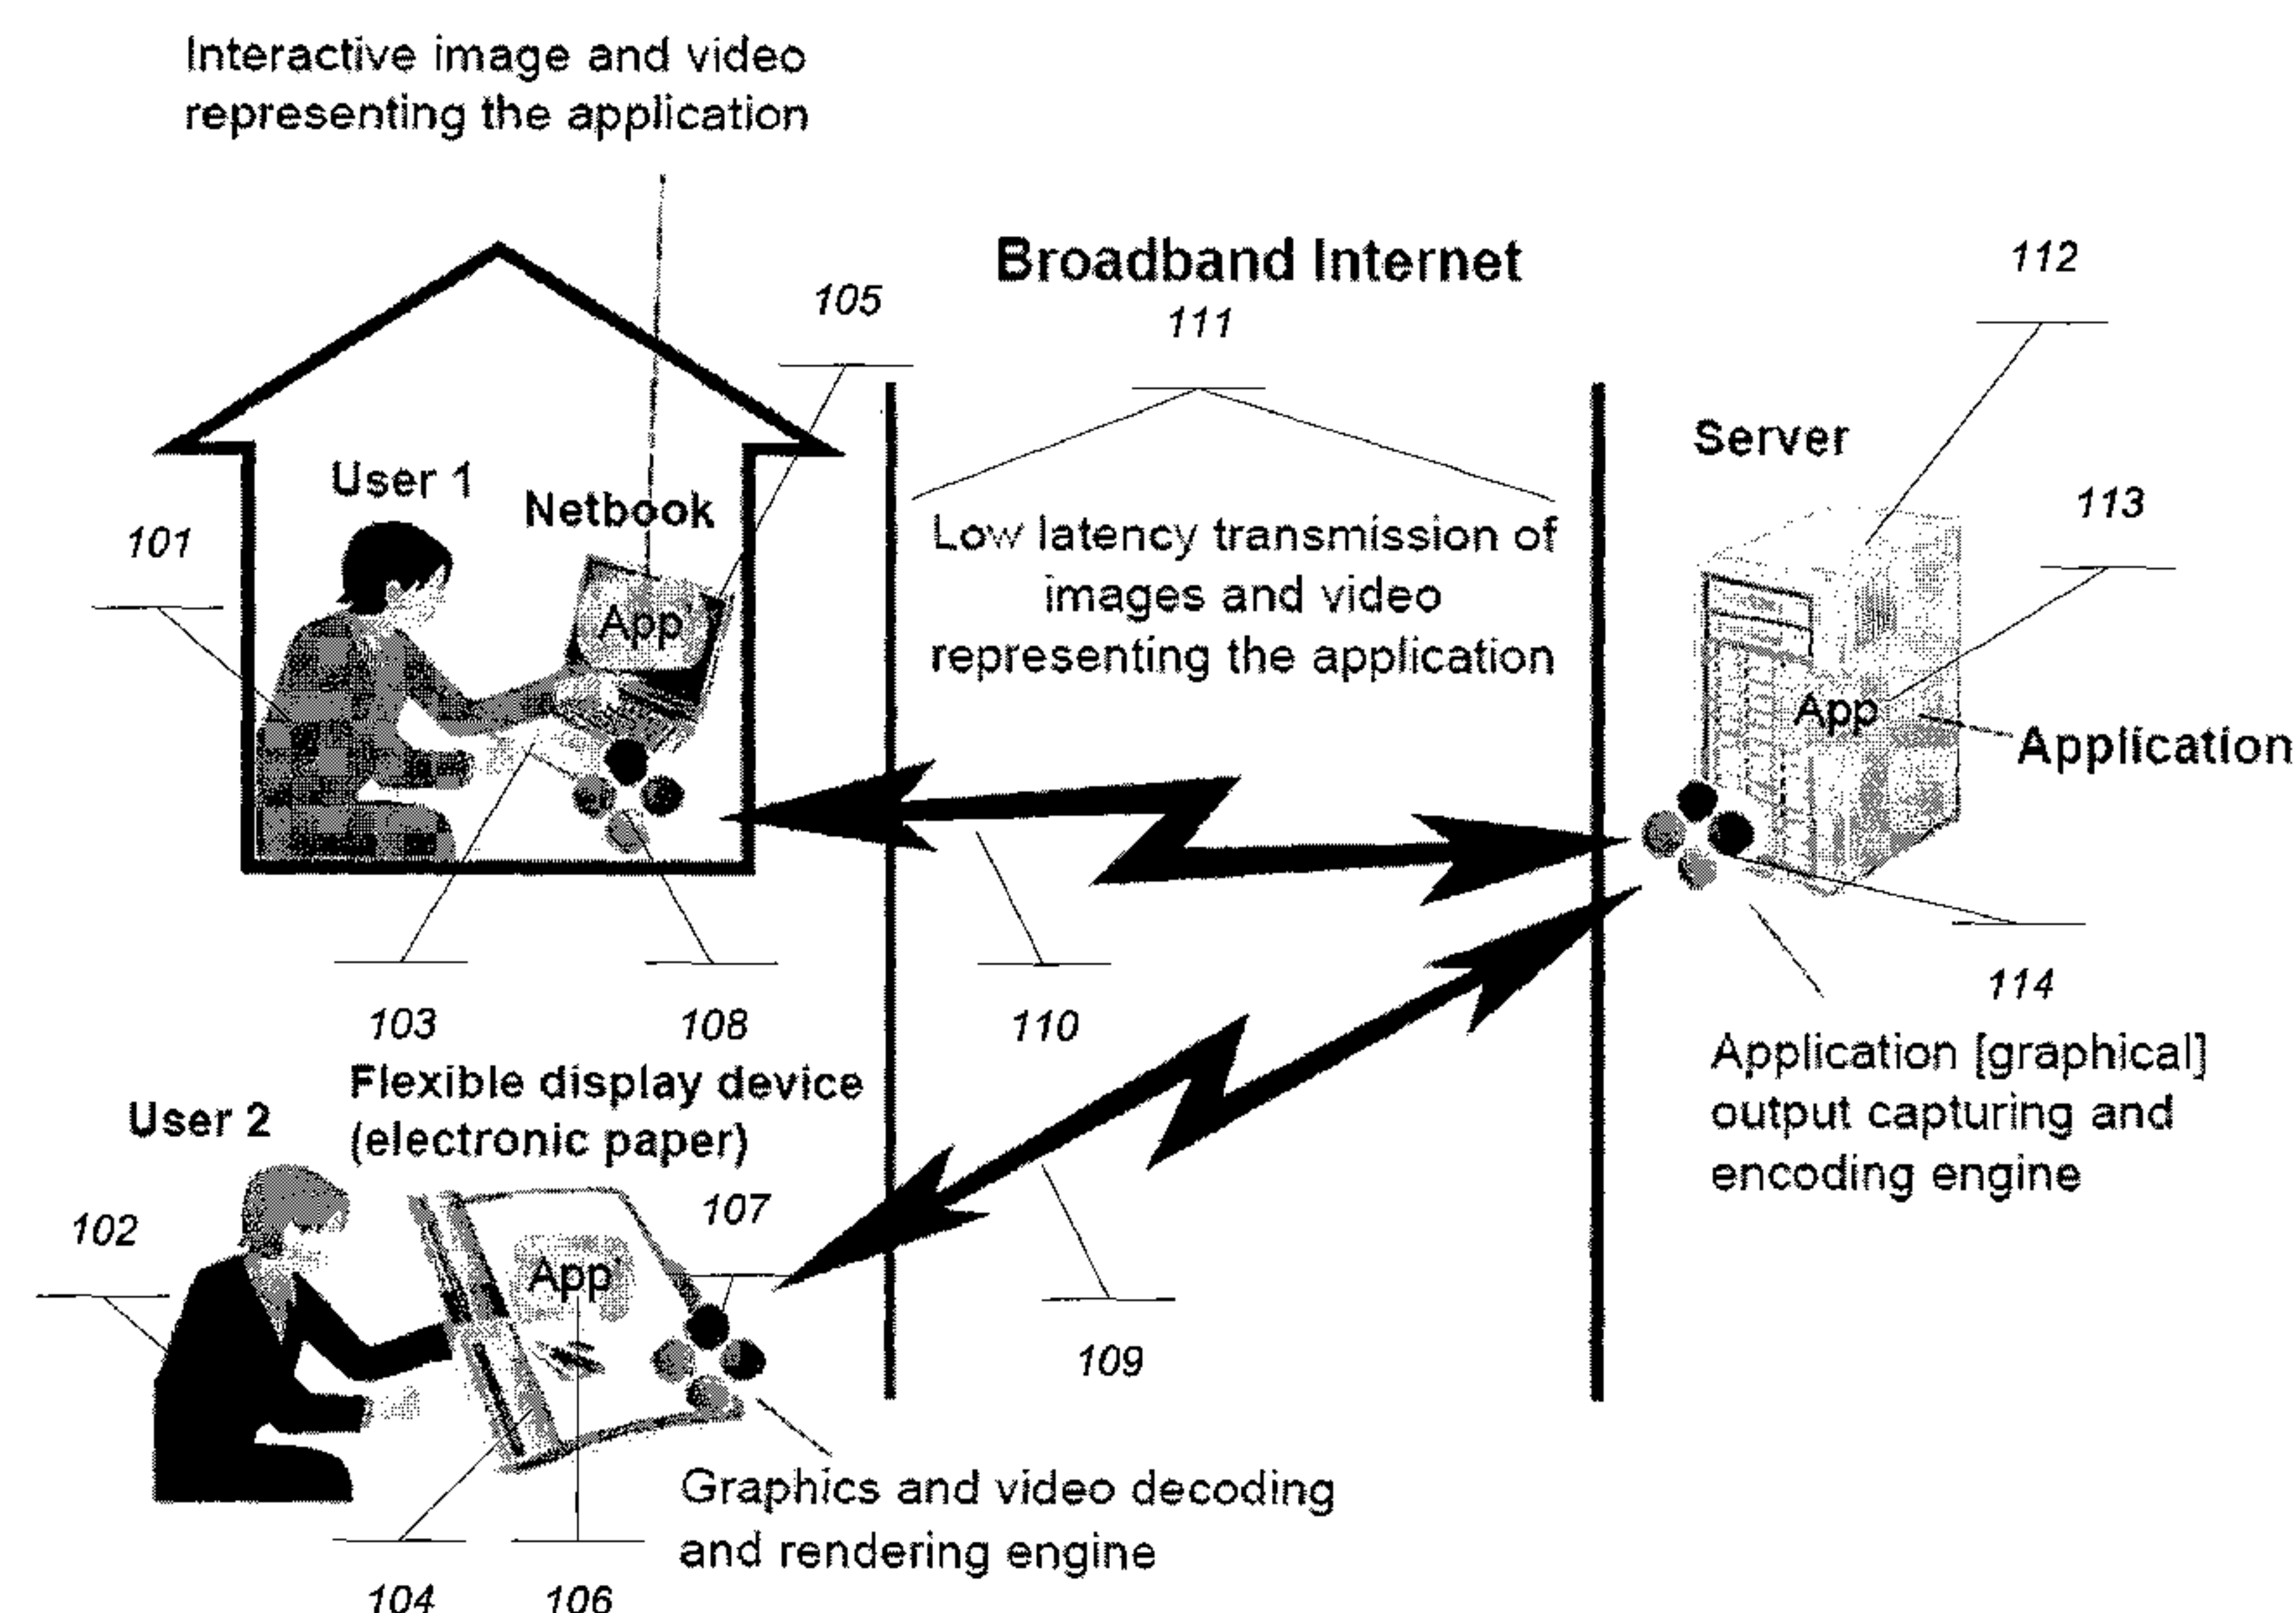 Interactive image and video
representing the application
Broadband Internet
112
105
111
Server
User 1
Netbook
113
101
Low latency transmission of
images and video
representing the application
App'
App
Application
114
103
108
110
Application [graphical]
output capturing and
encoding engine
Flexible display device
(electronic paper)
User 2
107
102
App'
109
Graphics and video decoding
and rendering engine
104
106